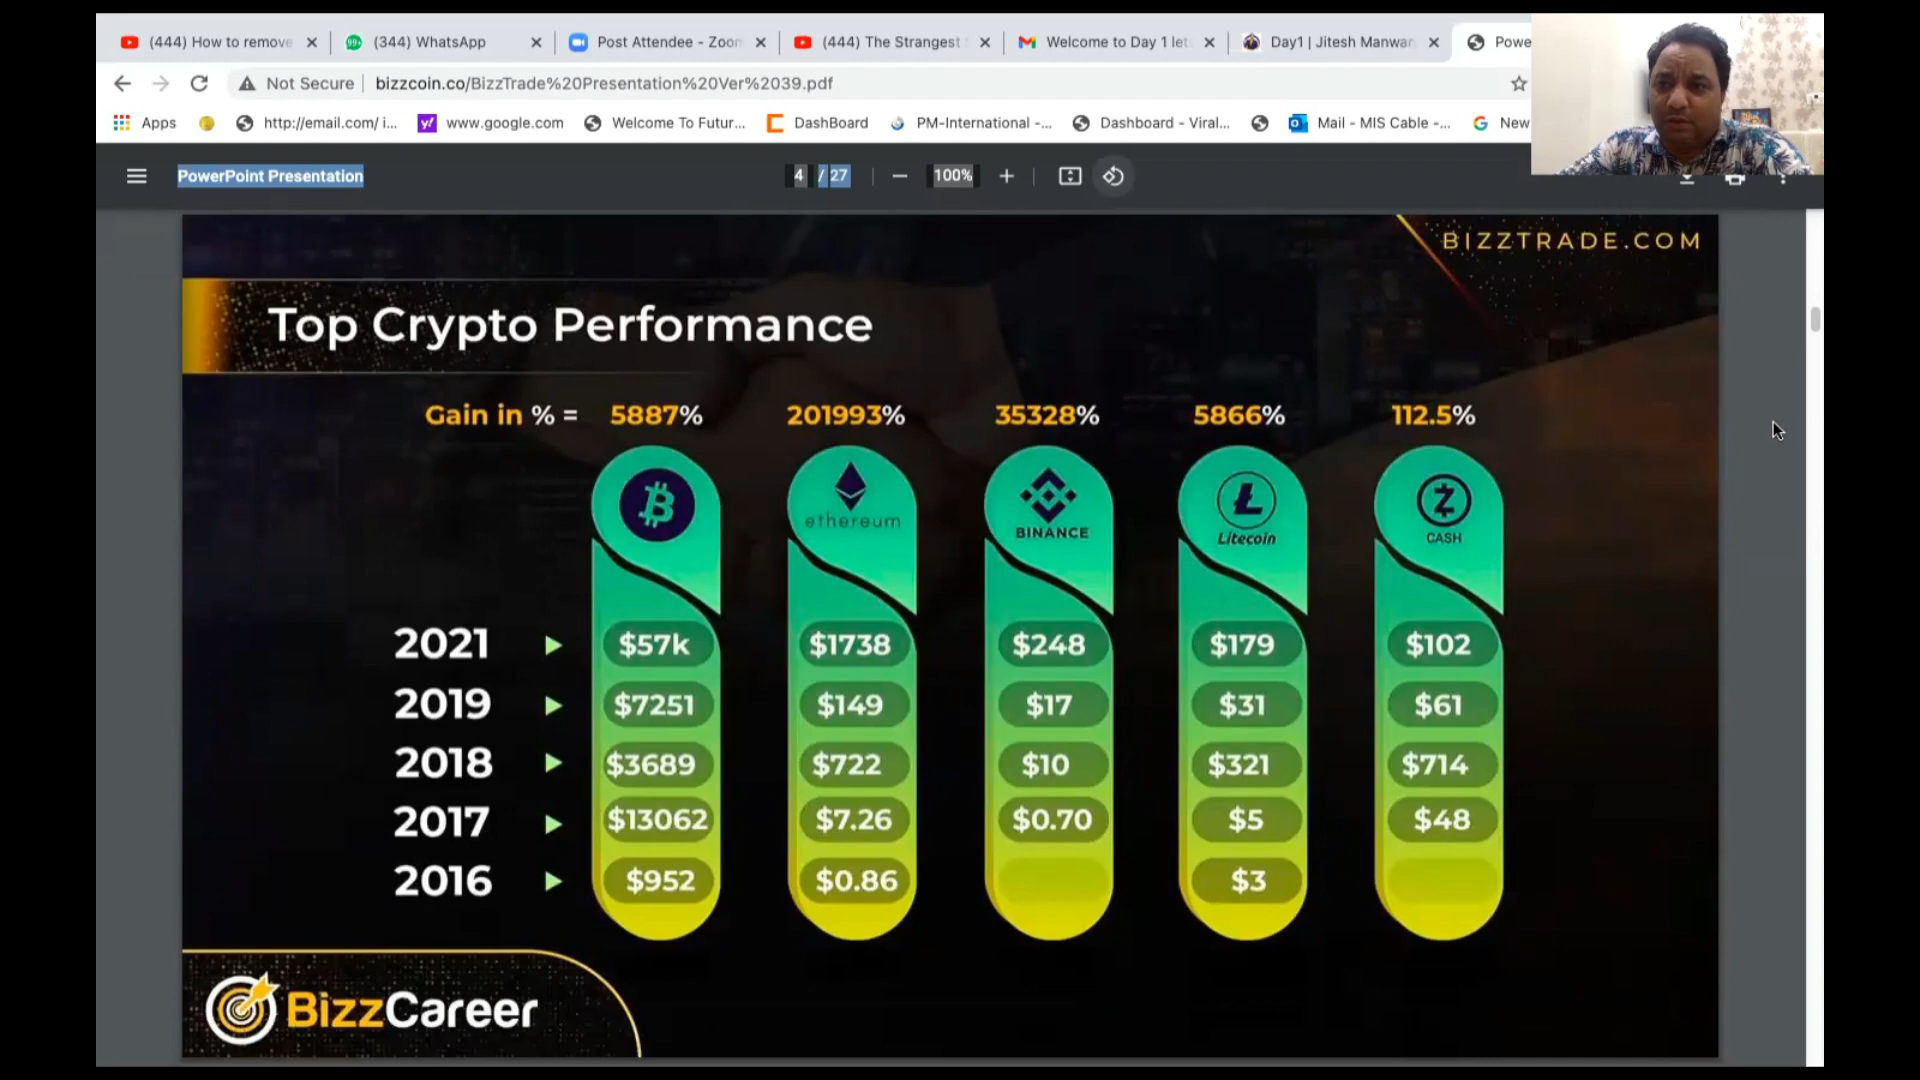 (444) How to remove
(344) WhatsApp
Post Attendee - Zoom
(444) The Strangest
Welcome to Day 1 let
Day1 | Jitesh Manwar
Powe
Not Secure
bizzcoin.co/BizzTrade%20Presentation%20Ver%2039.pdf
Apps
http://email.com/ i...
www.google.com
Welcome To Futur...
DashBoard
PM-International -...
Dashboard - Viral...
Mail - MIS Cable -...
New
PowerPoint Presentation
4 / 27
100%
BIZZTRADE.COM
Top Crypto Performance
Gain in % = 5887% 201993% 35328% 5866% 112.5%
ethereum
BINANCE
Litecoin
CASH
2021 $57k $1738 $248 $179 $102
2019 $7251 $149 $17 $31 $61
2018 $3689 $722 $10 $321 $714
2017 $13062 $7.26 $0.70 $5 $48
2016 $952 $0.86 $3
BizzCareer